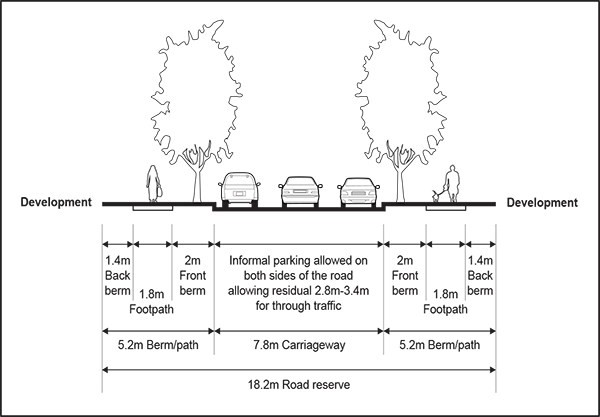 Development
Development
1.4m
Back
berm
1.8m
Footpath
2m
Front
berm
Informal parking allowed on
both sides of the road
allowing residual 2.8m-3.4m
for through traffic
2m
Front
berm
1.8m
Footpath
1.4m
Back
berm
5.2m Berm/path
7.8m Carriageway
5.2m Berm/path
18.2m Road reserve